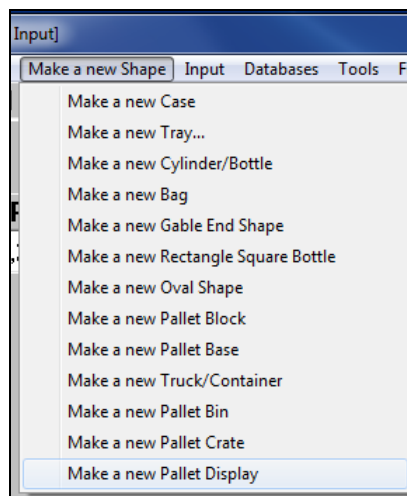 Input]
Make a new Shape Input Databases Tools F
Make a new Case
Make a new Tray...
Make a new Cylinder/Bottle
Make a new Bag
Make a new Gable End Shape
Make a new Rectangle Square Bottle
Make a new Oval Shape
Make a new Pallet Block
Make a new Pallet Base
Make a new Truck/Container
Make a new Pallet Bin
Make a new Pallet Crate
Make a new Pallet Display